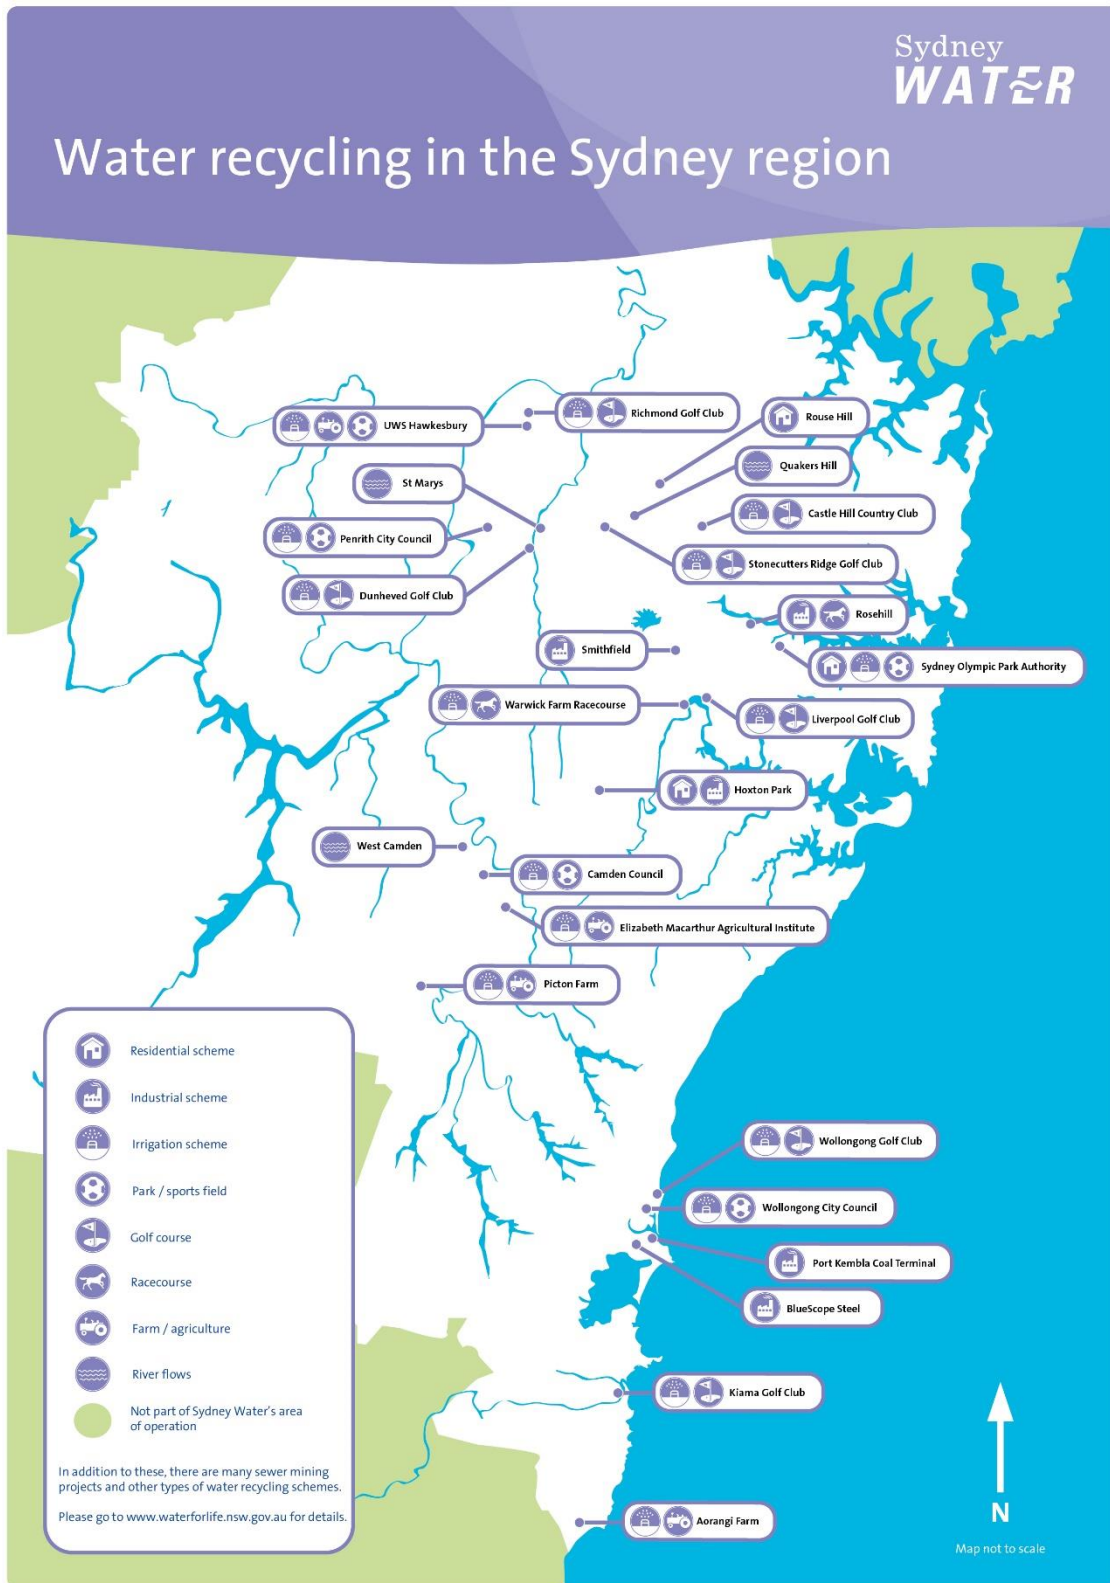 Sydney
WATER
Water recycling in the Sydney region
Richmond Golf Club
UWS Hawkesbury
Rouse Hill
Quakers Hill
St Marys
Castle Hill Country Club
Penrith City Council
Stonecutters Ridge Golf Club
Dunheved Golf Club
Rosehill
Smithfield
Sydney Olympic Park Authority
Warwick Farm Racecourse
Liverpool Golf Club
Hoxton Park
West Camden
Camden Council
Elizabeth Macarthur Agricultural Institute
Picton Farm
Residential scheme
Industrial scheme
Irrigation scheme
Park / sports field
Golf course
Racecourse
Farm / agriculture
River flows
Not part of Sydney Water's area
of operation
In addition to these, there are many sewer mining
projects and other types of water recycling schemes.
Please go to www.waterforlife.nsw.gov.au for details.
Wollongong Golf Club
Wollongong City Council
Port Kembla Coal Terminal
BlueScope Steel
Kiama Golf Club
Aorangi Farm
N
Map not to scale